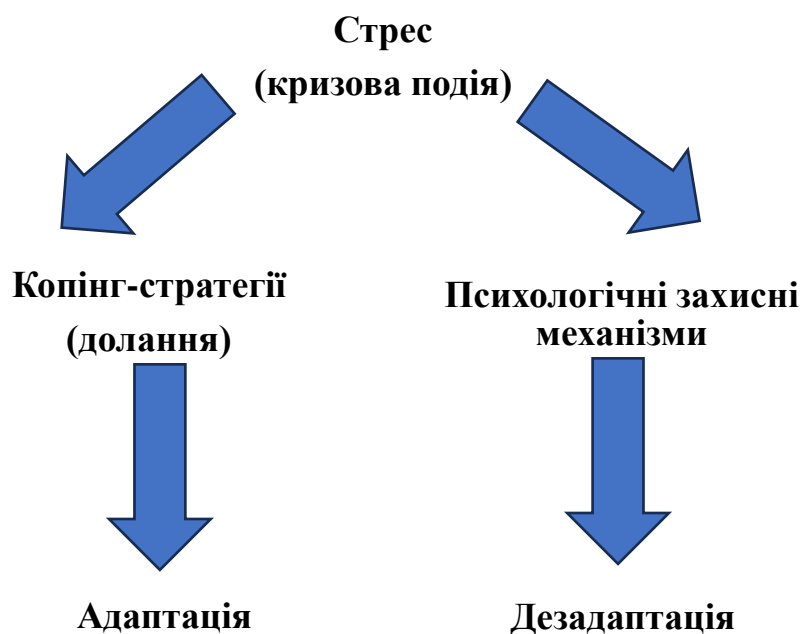 Стрес
(кризова подія)
Копінг-стратегії
(долання)
Психологічні захисні
механізми
Адаптація
Дезадаптація